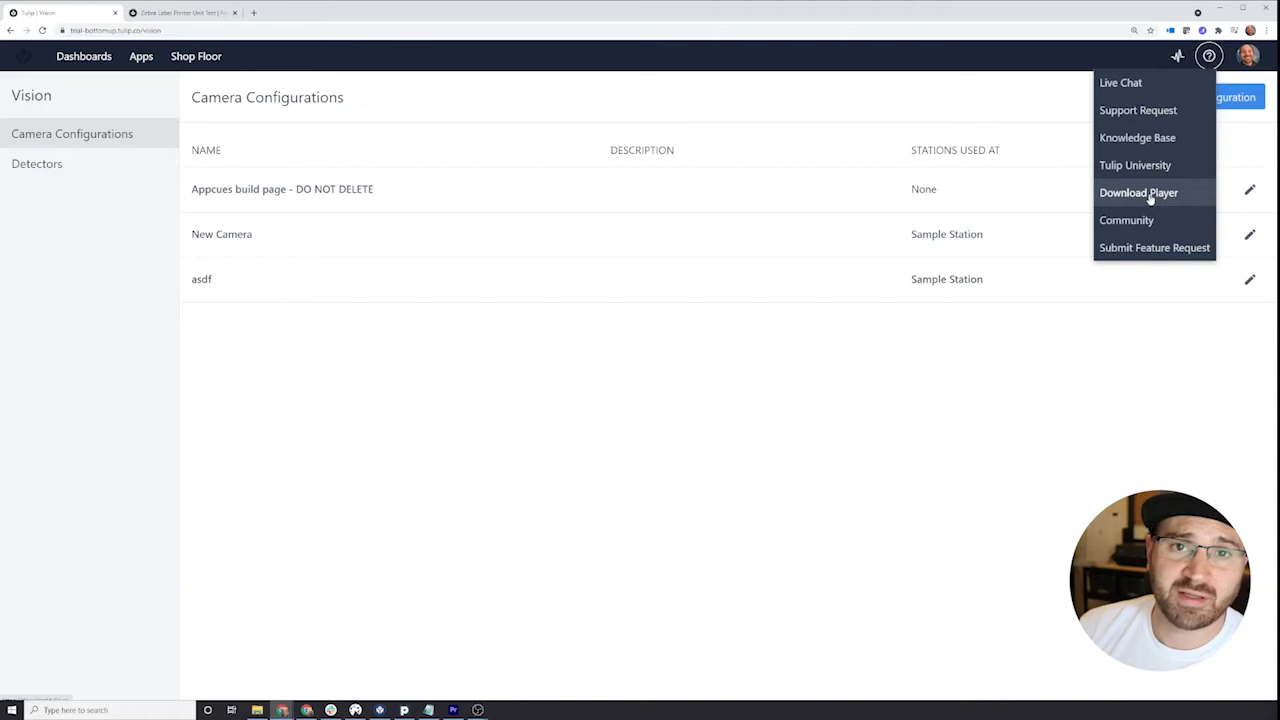 Tulip | Vision
Zebra Label Printer Unit Test |
trial-bottomup.tulip.co/vision
Dashboards
Apps
Shop Floor
Vision
Camera Configurations
Detectors
Camera Configurations
guration
NAME
DESCRIPTION
STATIONS USED AT
Appcues build page - DO NOT DELETE
None
New Camera
Sample Station
asdf
Sample Station
Live Chat
Support Request
Knowledge Base
Tulip University
Download Player
Community
Submit Feature Request
Type here to search